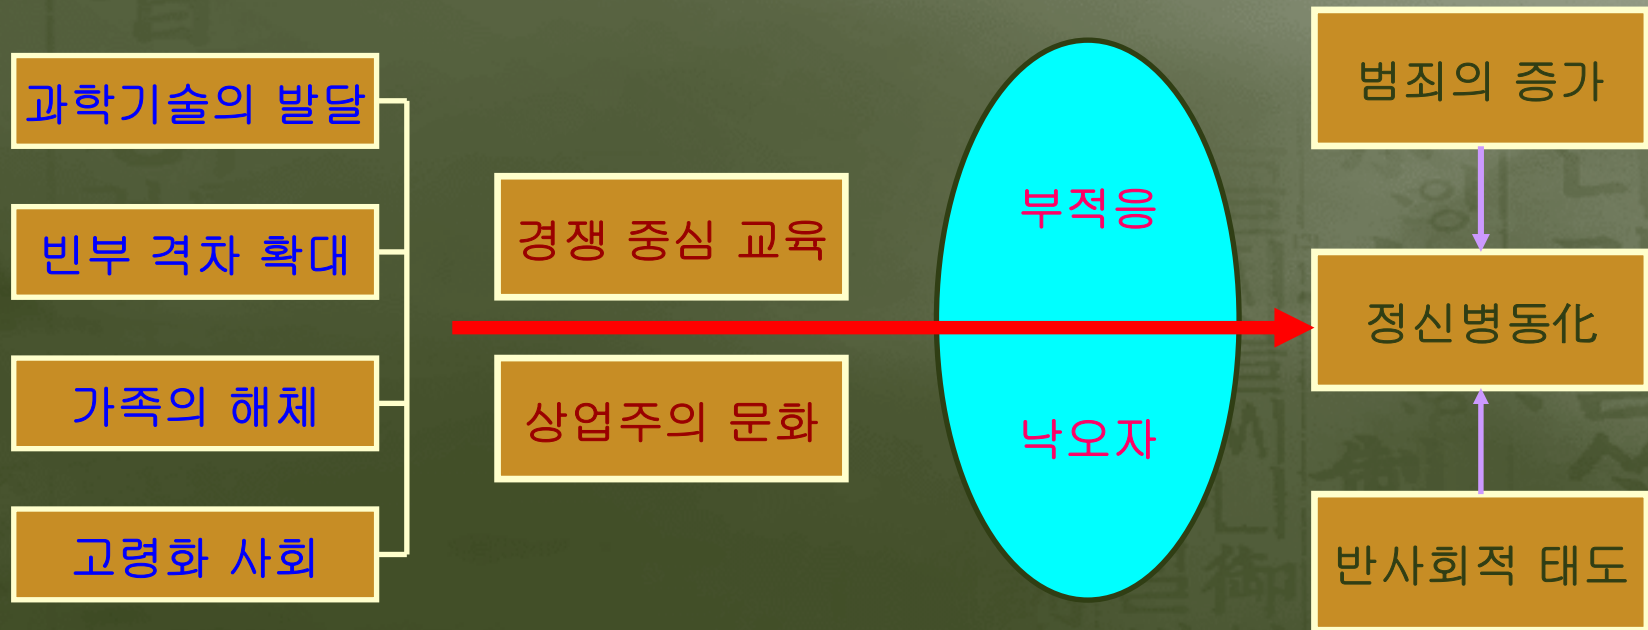 과학기술의 발달
빈부 격차 확대
가족의 해체
고령화 사회
경쟁 중심 교육
상업주의 문화
부적응
낙오자
범죄의 증가
정신병동化
반사회적 태도